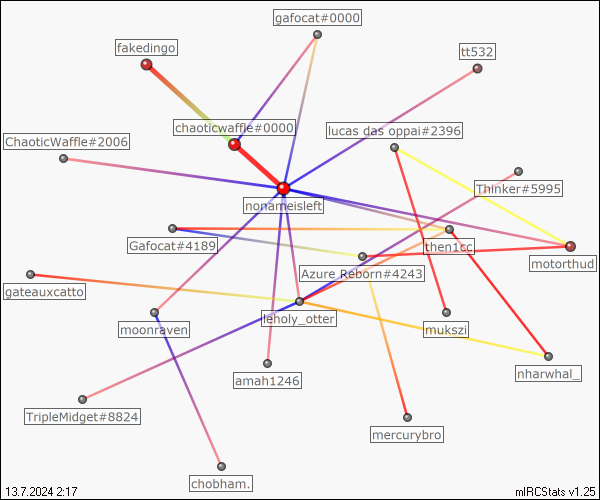 gafocat#0000
fakedingo
tt532
chaoticwaffle#0000
lucas das oppai#2396
ChaoticWaffle#2006
Thinker#5995
nonameisleft
Gafocat#4189
then1cc
motorthud
Azure Reborn#4243
gateauxcatto
leholy_otter
moonraven
mukszi
nharwhal_
amah1246
TripleMidget#8824
mercurybro
chobham.
13.7.2024 2:17
mIRCStats v1.25